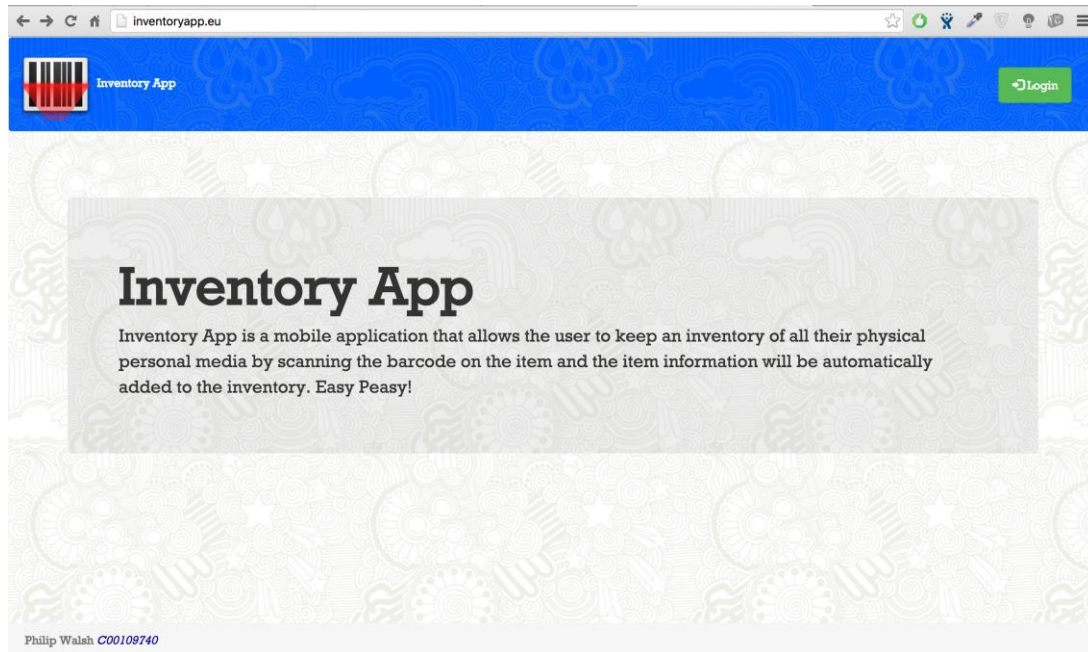 inventoryapp.eu
Inventory App
Login
Inventory App
Inventory App is a mobile application that allows the user to keep an inventory of all their physical
personal media by scanning the barcode on the item and the item information will be automatically
added to the inventory. Easy Peasy!
Philip Walsh C00109740